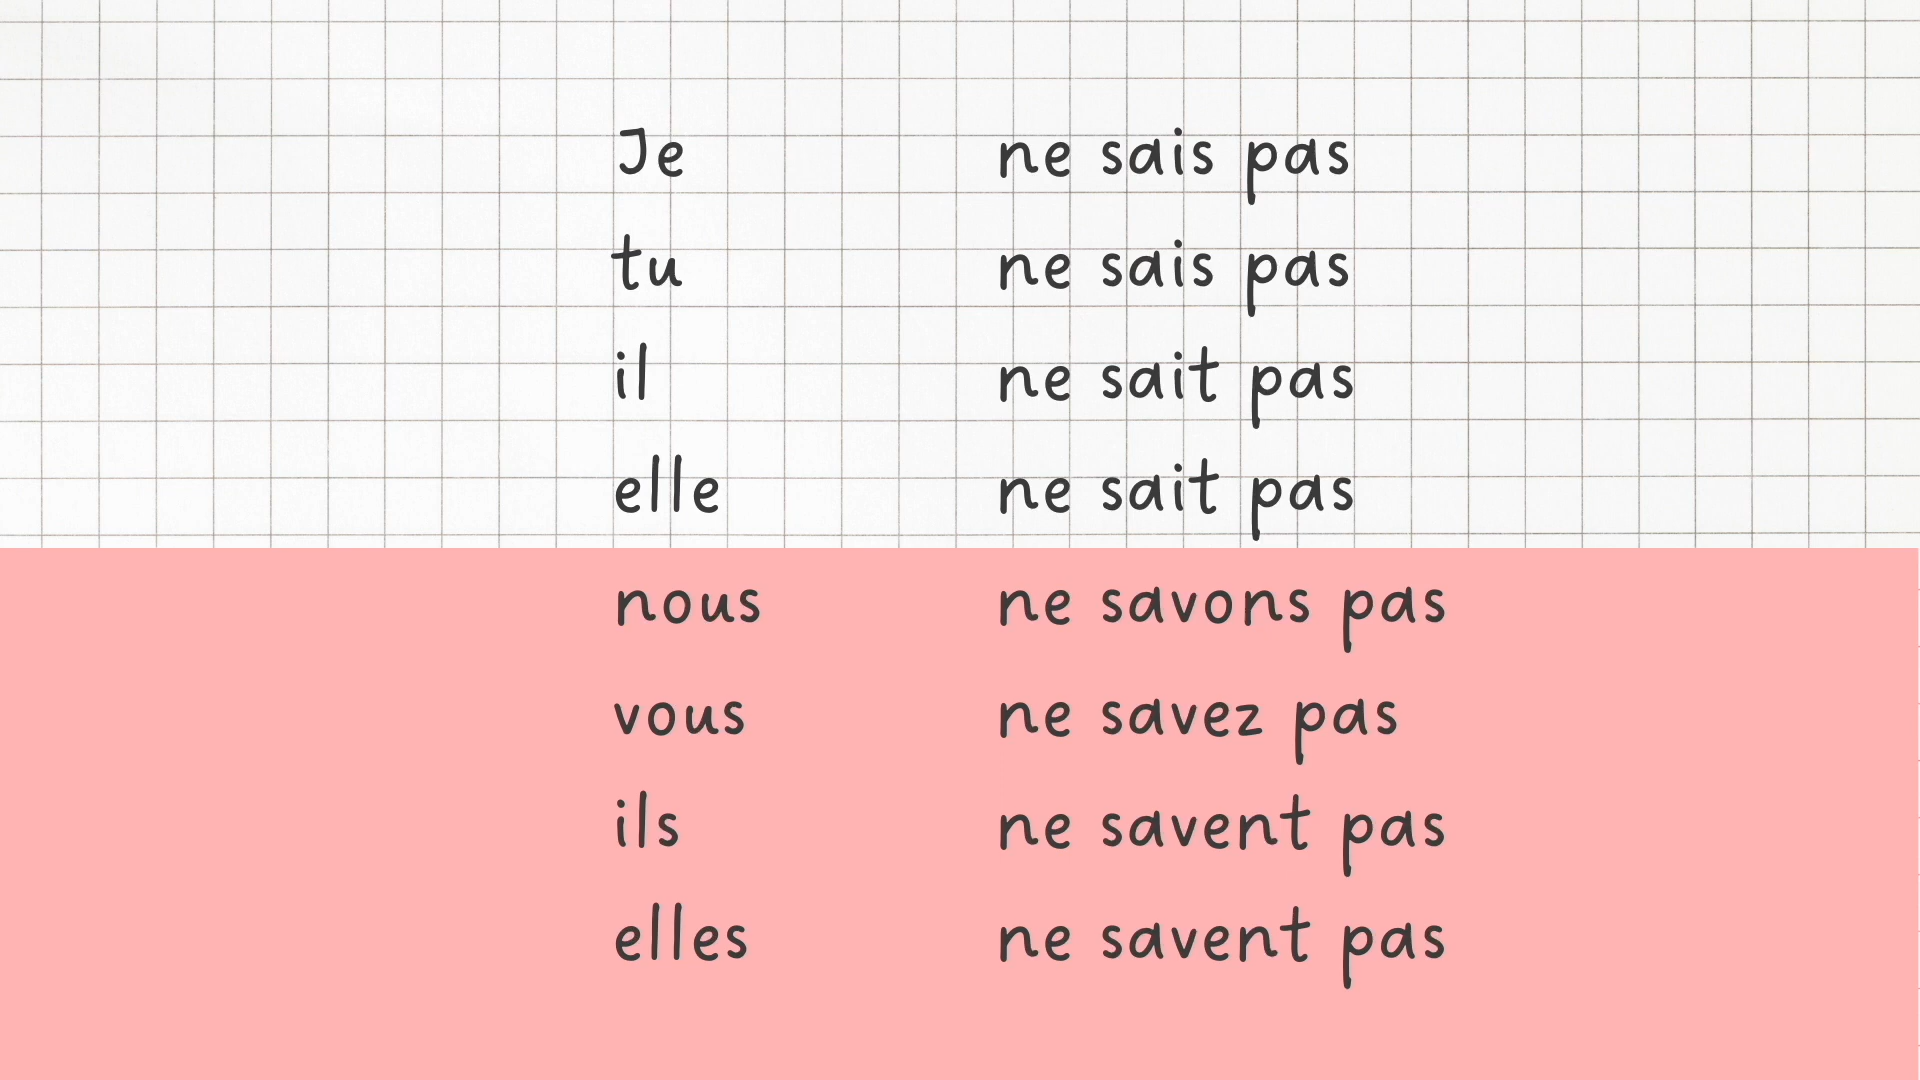 Je ne sais pas
tu ne sais pas
il ne sait pas
elle ne sait pas
nous ne savons pas
vous ne savez pas
ils ne savent pas
elles ne savent pas